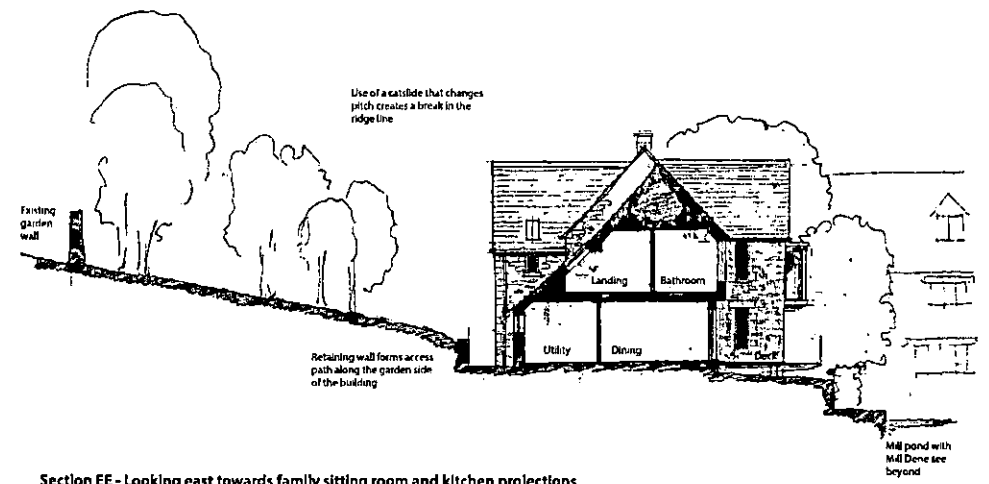 Use of a catslide that changes
pitch creates a break in the
ridge line
Existing
garden
wall
Landing
Bathroom
Utility
Dining
Deck
Retaining wall forms access
path along the garden side
of the building
Mill pond with
Mill Dene see
beyond
Section EE - Looking east towards family sitting room and kitchen projections